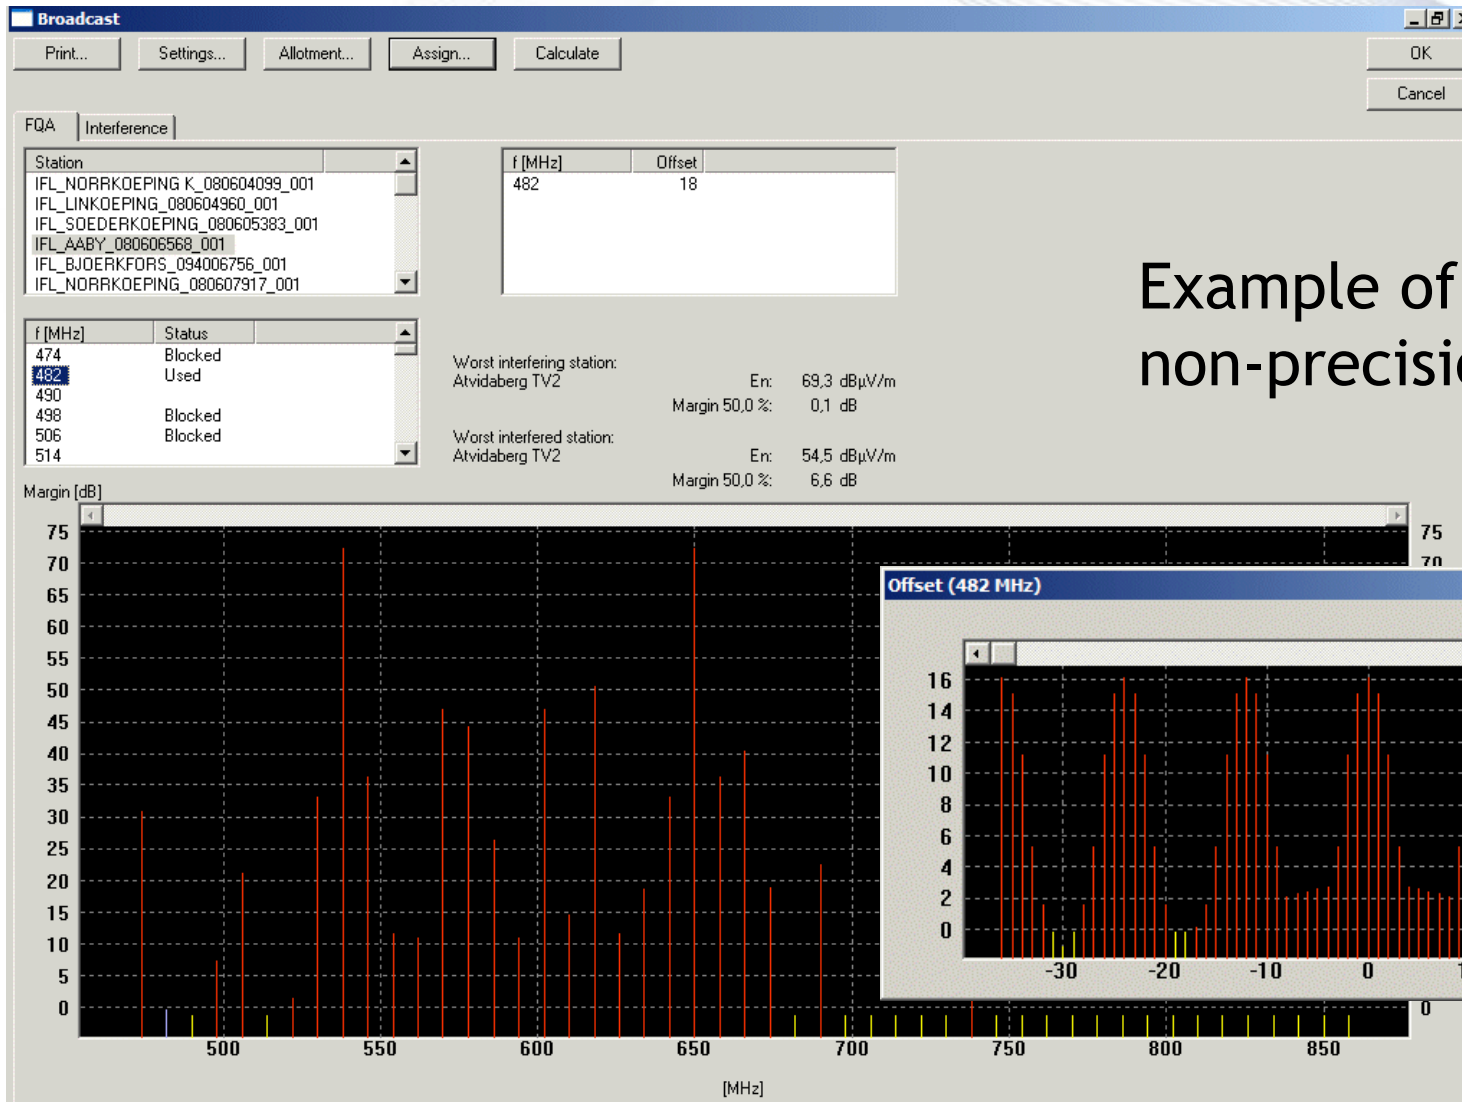 Broadcast
Print... Settings... Allotment... Assign... Calculate OK
Cancel
FQA Interference
Station
IFL_NORRKOEPING K_080604099_001
IFL_LINKOEPING_080604960_001
IFL_SOEDERKOEPING_080605383_001
IFL_AABY_080606568_001
IFL_BJOERKFORS_094006756_001
IFL_NORRKOEPING_080607917_001
f [MHz] Offset
482 18
Example of
non-precisi
f [MHz] Status
474 Blocked
482 Used
490
498 Blocked
506 Blocked
514
Worst interfering station:
Atvidaberg TV2 En: 69,3 dBµV/m
Margin 50,0 %: 0,1 dB
Worst interfered station:
Atvidaberg TV2 En: 54,5 dBµV/m
Margin 50,0 %: 6,6 dB
Margin [dB]
75 75
70 70
65
60
55
50
45
40
35
30
25
20
15
10
5
0 0
500 550 600 650 700 750 800 850
[MHz]
Offset (482 MHz)
16
14
12
10
8
6
4
2
0
-30 -20 -10 0 1